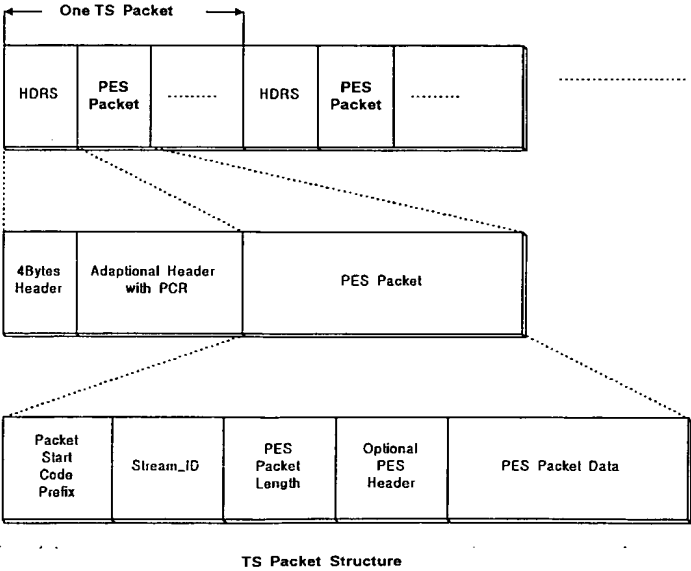 One TS Packet
HDRS
PES
Packet
HDRS
PES
Packet
4Bytes
Header
Adaptional Header
with PCR
PES Packet
Packet
Start
Code
Prefix
Stream_ID
PES
Packet
Length
Optional
PES
Header
PES Packet Data
TS Packet Structure